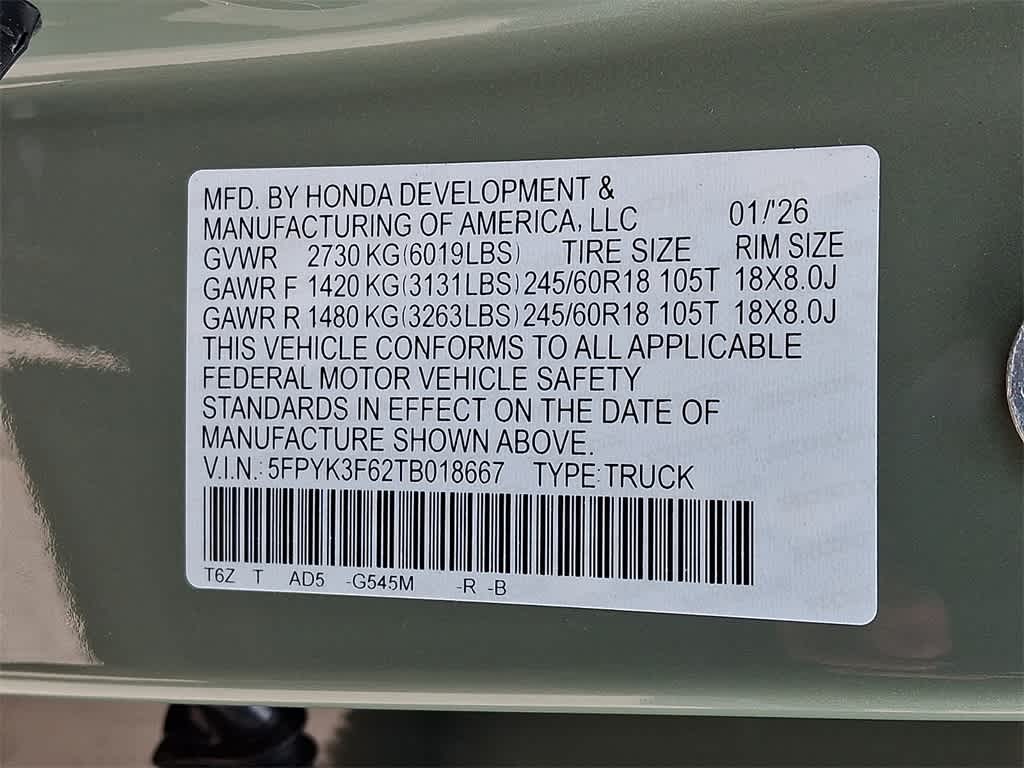 MFD. BY HONDA DEVELOPMENT &
MANUFACTURING OF AMERICA, LLC 01/'26
GVWR 2730 KG(6019LBS) TIRE SIZE RIM SIZE
GAWR F 1420 KG(3131LBS) 245/60R18 105T 18X8.0J
GAWR R 1480 KG(3263LBS) 245/60R18 105T 18X8.0J
THIS VEHICLE CONFORMS TO ALL APPLICABLE
FEDERAL MOTOR VEHICLE SAFETY
STANDARDS IN EFFECT ON THE DATE OF
MANUFACTURE SHOWN ABOVE.
V.I.N.: 5FPYK3F62TB018667 TYPE: TRUCK
T6Z T AD5 -G545M -R -B